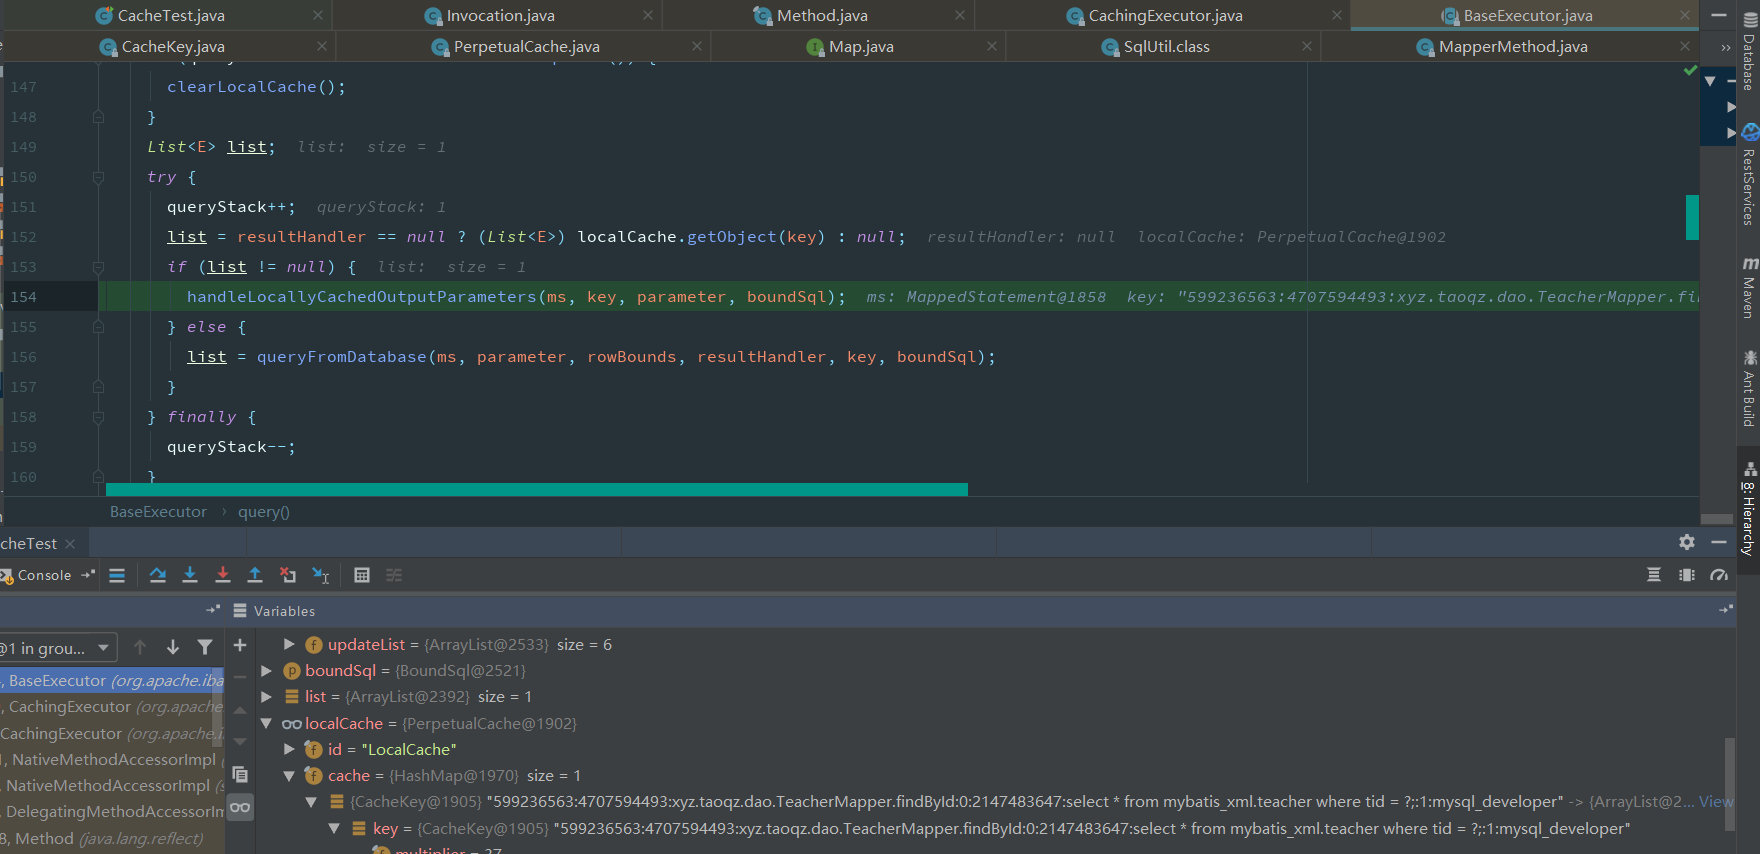 CacheTest.java Invocation.java Method.java CachingExecutor.java BaseExecutor.java
CacheKey.java PerpetualCache.java Map.java SqlUtil.class MapperMethod.java
147 clearLocalCache();
148 }
149 List<E> list; list: size = 1
150 try {
151 queryStack++; queryStack: 1
152 list = resultHandler == null ? (List<E>) localCache.getObject(key) : null; resultHandler: null localCache: PerpetualCache@1902
153 if (list != null) { list: size = 1
154 handleLocallyCachedOutputParameters(ms, key, parameter, boundSql); ms: MappedStatement@1858 key: "599236563:4707594493:xyz.taoqz.dao.TeacherMapper.fi
155 } else {
156 list = queryFromDatabase(ms, parameter, rowBounds, resultHandler, key, boundSql);
157 }
158 } finally {
159 queryStack--;
160 }
BaseExecutor › query()
cheTest
Console
Variables
@1 in grou...
, BaseExecutor (org.apache.iba
, CachingExecutor (org.apache
CachingExecutor (org.apache.i
, NativeMethodAccessorImpl (
, NativeMethodAccessorImpl (s
, DelegatingMethodAccessorIm
8, Method (java.lang.reflect)
updateList = {ArrayList@2533} size = 6
boundSql = {BoundSql@2521}
list = {ArrayList@2392} size = 1
localCache = {PerpetualCache@1902}
id = "LocalCache"
cache = {HashMap@1970} size = 1
{CacheKey@1905} "599236563:4707594493:xyz.taoqz.dao.TeacherMapper.findById:0:2147483647:select * from mybatis_xml.teacher where tid = ?;:1:mysql_developer" -> {ArrayList@2... View
key = {CacheKey@1905} "599236563:4707594493:xyz.taoqz.dao.TeacherMapper.findById:0:2147483647:select * from mybatis_xml.teacher where tid = ?;:1:mysql_developer"
multiplier = 37
Database
RestServices
Maven
Ant Build
8: Hierarchy